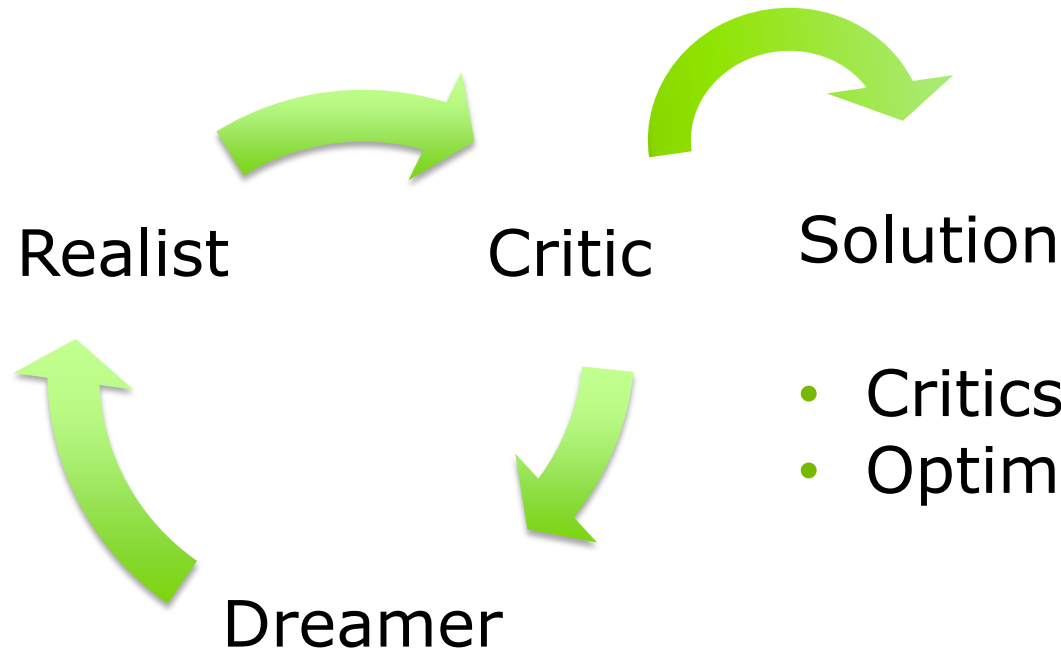 Realist
Critic
Solution
• Critics
• Optim
Dreamer